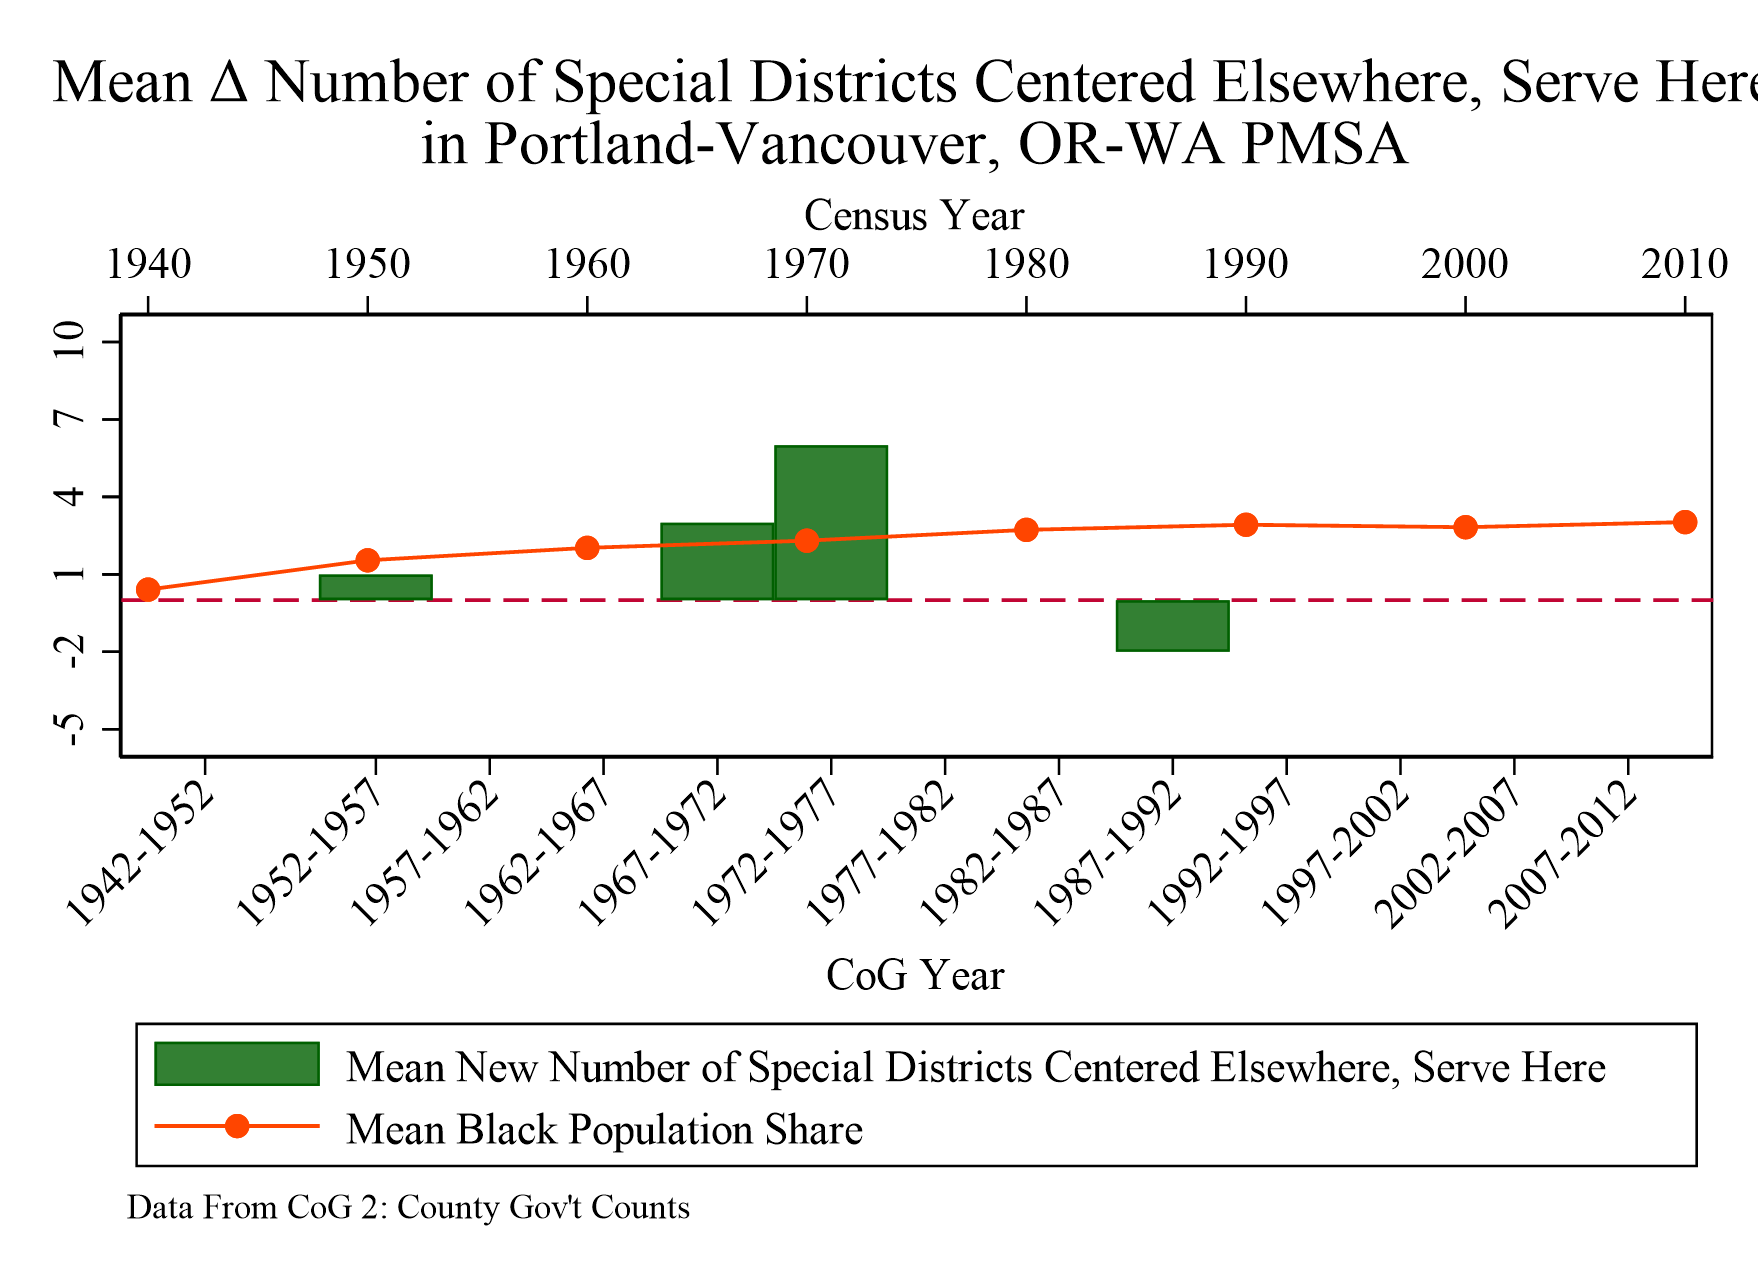 Mean Δ Number of Special Districts Centered Elsewhere, Serve Here
in Portland-Vancouver, OR-WA PMSA
Census Year
1940 1950 1960 1970 1980 1990 2000 2010
10
7
4
1
-2
-5
1942-1952 1952-1957 1957-1962 1962-1967 1967-1972 1972-1977 1977-1982 1982-1987 1987-1992 1992-1997 1997-2002 2002-2007 2007-2012
CoG Year
Mean New Number of Special Districts Centered Elsewhere, Serve Here
Mean Black Population Share
Data From CoG 2: County Gov't Counts